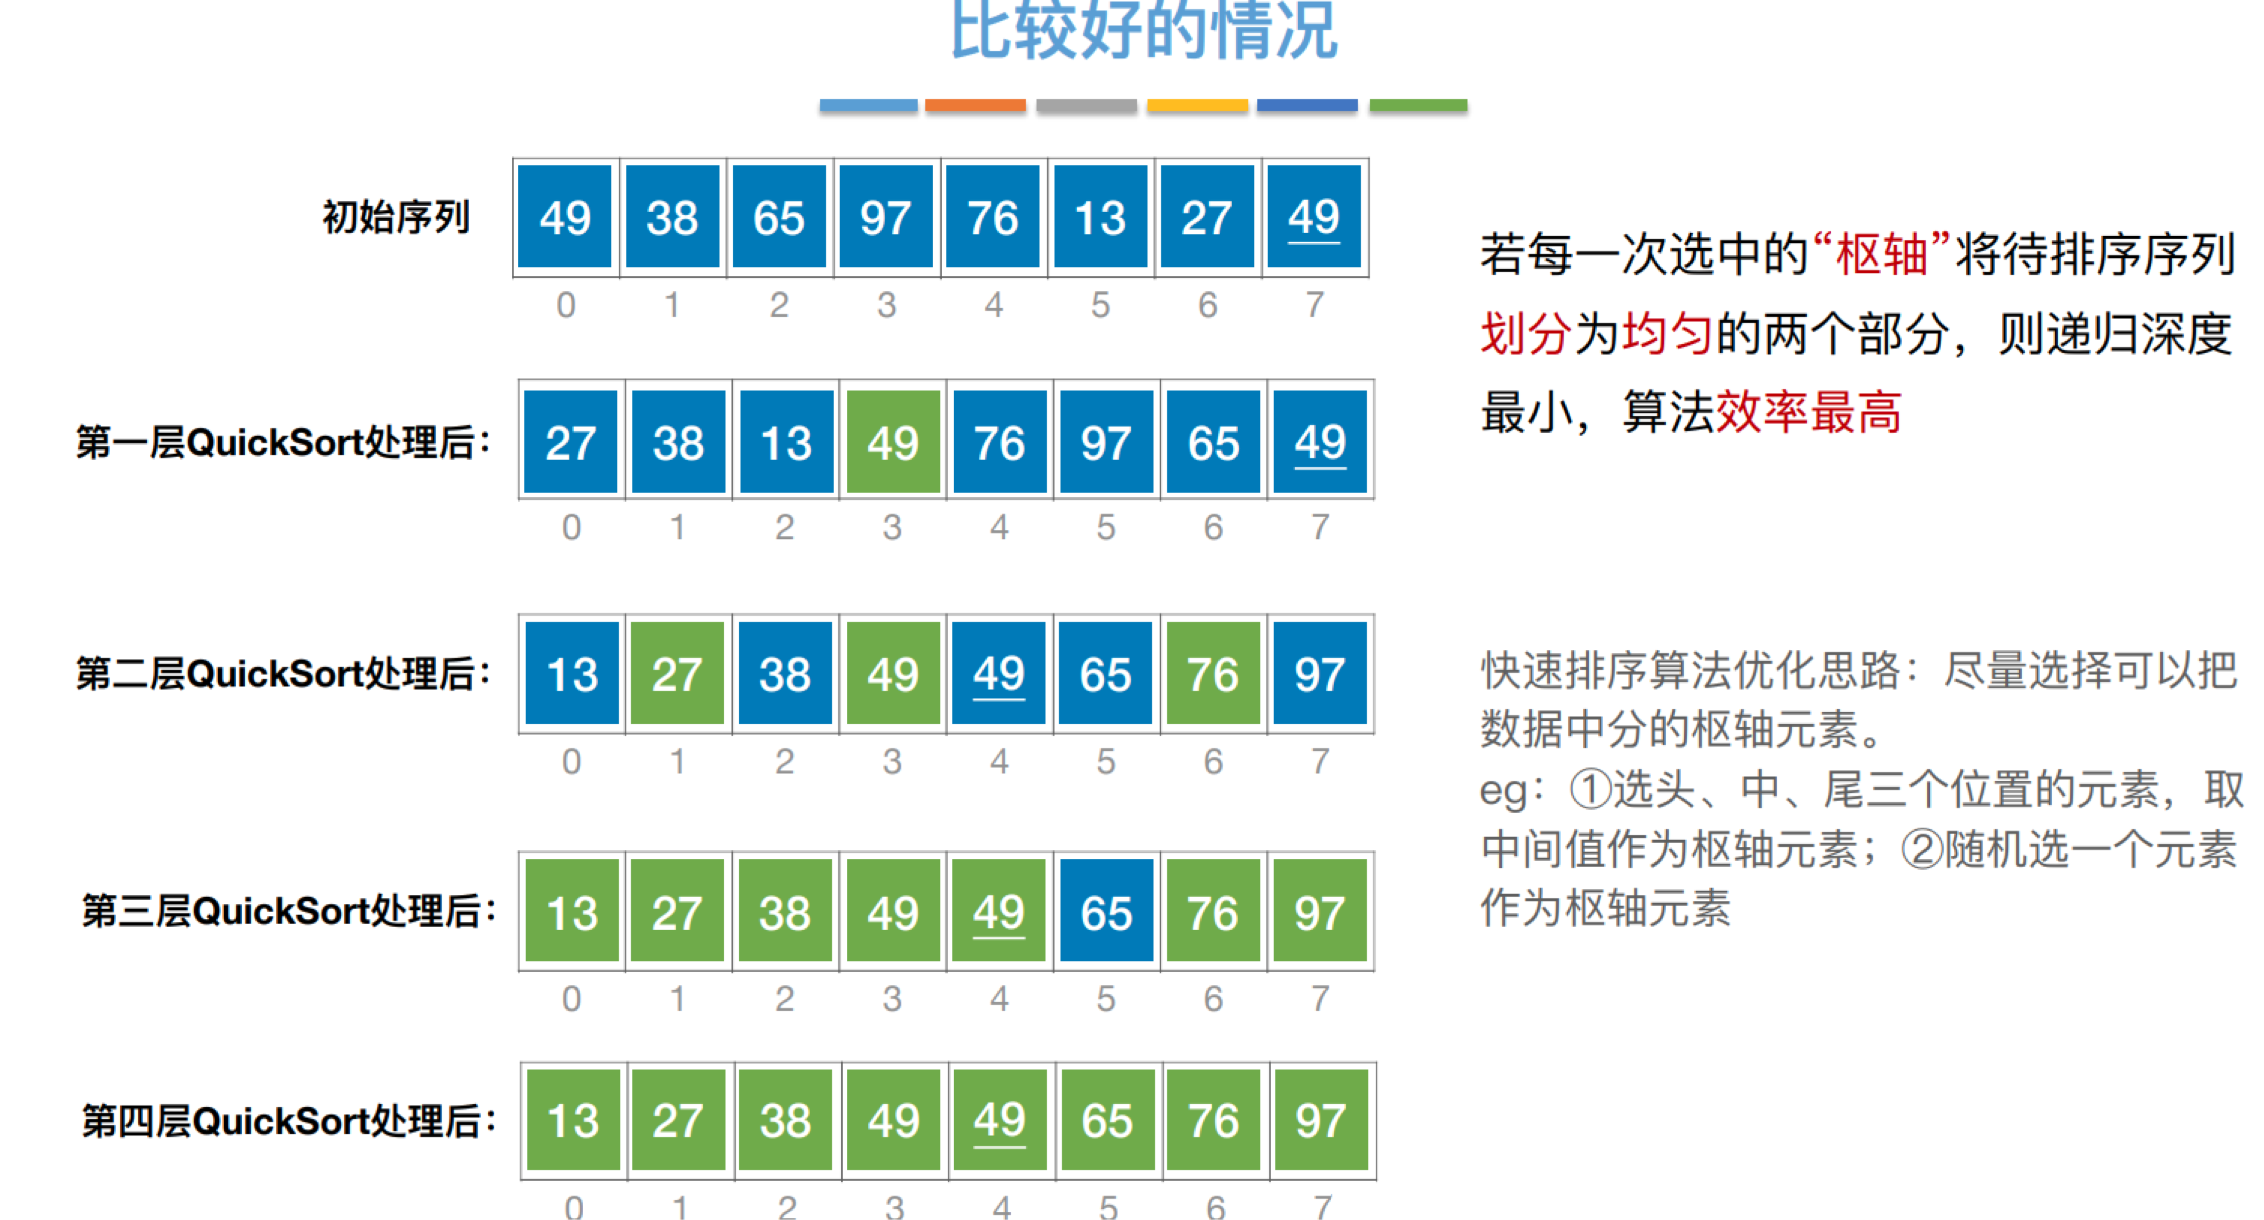 比较好的情况
初始序列
49 38 65 97 76 13 27 49
0 1 2 3 4 5 6 7
第一层QuickSort处理后：
27 38 13 49 76 97 65 49
0 1 2 3 4 5 6 7
第二层QuickSort处理后：
13 27 38 49 49 65 76 97
0 1 2 3 4 5 6 7
第三层QuickSort处理后：
13 27 38 49 49 65 76 97
0 1 2 3 4 5 6 7
第四层QuickSort处理后：
13 27 38 49 49 65 76 97
0 1 2 3 4 5 6 7
若每一次选中的“枢轴”将待排序序列
划分为均匀的两个部分，则递归深度
最小，算法效率最高
快速排序算法优化思路：尽量选择可以把
数据中分的枢轴元素。
eg：①选头、中、尾三个位置的元素，取
中间值作为枢轴元素；②随机选一个元素
作为枢轴元素